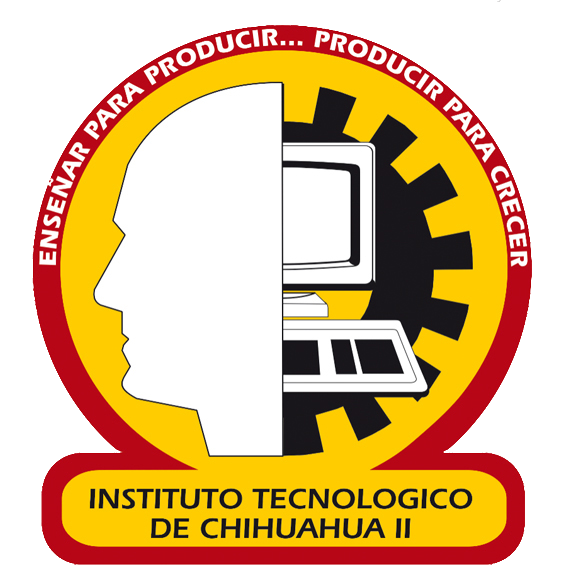 ENSEÑAR PARA PRODUCIR... PRODUCIR PARA CRECER
INSTITUTO TECNOLOGICO
DE CHIHUAHUA II